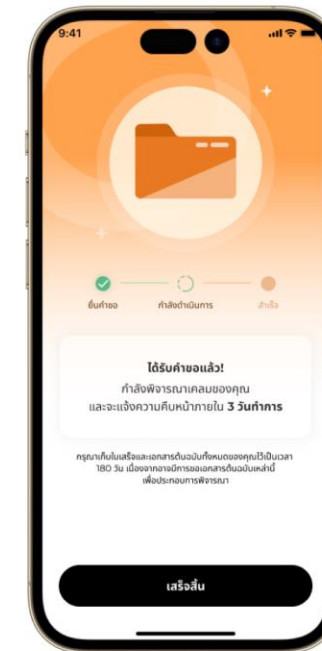 9:41
ยื่นคำขอ กำลังดำเนินการ สำเร็จ
ได้รับคำขอแล้ว!
กำลังพิจารณาเคลมของคุณ
และจะแจ้งความคืบหน้าภายใน 3 วันทำการ
กรุณาเก็บใบเสร็จและเอกสารต้นฉบับทั้งหมดของคุณไว้เป็นเวลา
180 วัน เนื่องจากอาจมีการขอเอกสารต้นฉบับเหล่านี้
เพื่อประกอบการพิจารณา
เสร็จสิ้น